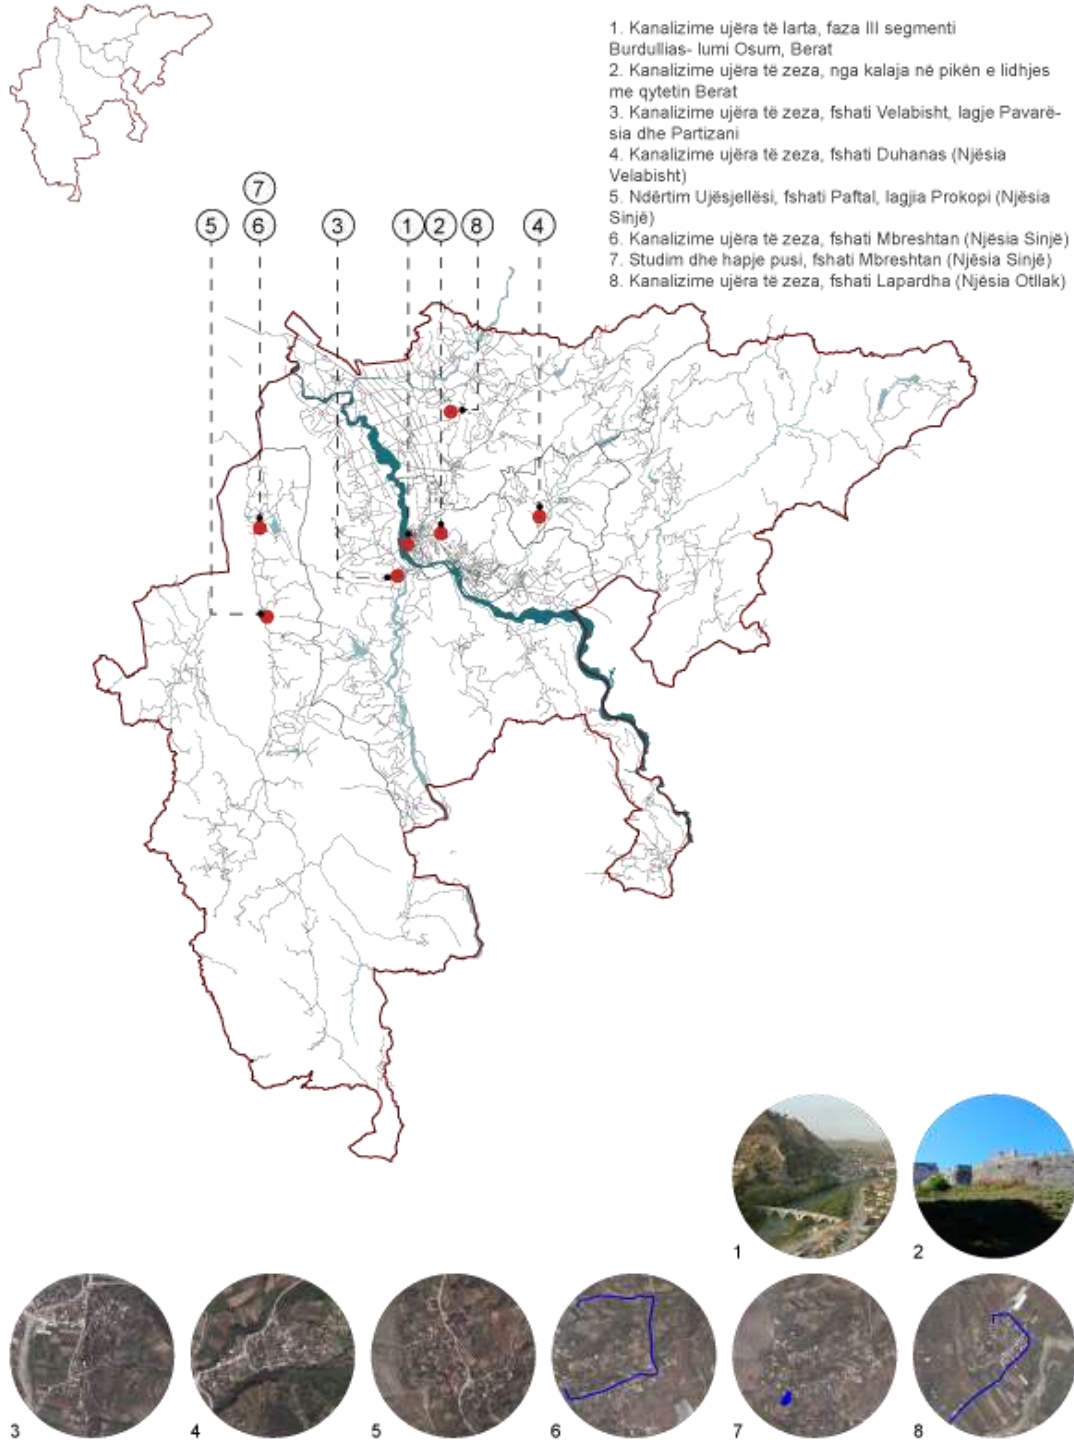 1. Kanalizime ujëra të larta, faza III segmenti
Burdullias- lumi Osum, Berat
2. Kanalizime ujëra të zeza, nga kalaja në pikën e lidhjes
me qytetin Berat
3. Kanalizime ujëra të zeza, fshati Velabisht, lagje Pavarë-
sia dhe Partizani
4. Kanalizime ujëra të zeza, fshati Duhanas (Njësia
Velabisht)
5. Ndërtim Ujësjellësi, fshati Paftal, lagjia Prokopi (Njësia
Sinjë)
6. Kanalizime ujëra të zeza, fshati Mbreshtan (Njësia Sinjë)
7. Studim dhe hapje pusi, fshati Mbreshtan (Njësia Sinjë)
8. Kanalizime ujëra të zeza, fshati Lapardha (Njësia Otllak)
7
5 6 3 1 2 8 4
1 2
3 4 5 6 7 8